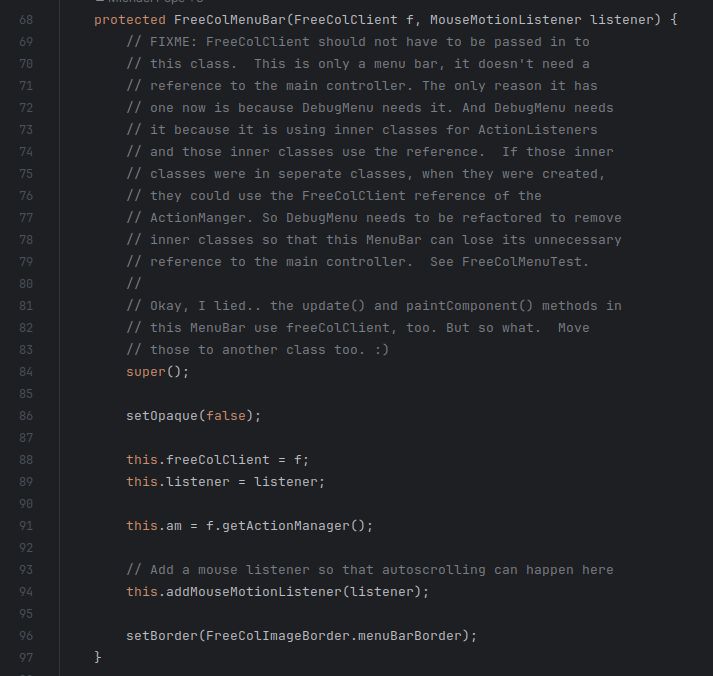 68 protected FreeColMenuBar(FreeColClient f, MouseMotionListener listener) {
69 // FIXME: FreeColClient should not have to be passed in to
70 // this class.  This is only a menu bar, it doesn't need a
71 // reference to the main controller. The only reason it has
72 // one now is because DebugMenu needs it. And DebugMenu needs
73 // it because it is using inner classes for ActionListeners
74 // and those inner classes use the reference.  If those inner
75 // classes were in seperate classes, when they were created,
76 // they could use the FreeColClient reference of the
77 // ActionManger. So DebugMenu needs to be refactored to remove
78 // inner classes so that this MenuBar can lose its unnecessary
79 // reference to the main controller.  See FreeColMenuTest.
80 //
81 // Okay, I lied.. the update() and paintComponent() methods in
82 // this MenuBar use freeColClient, too. But so what.  Move
83 // those to another class too. :)
84 super();
85
86 setOpaque(false);
87
88 this.freeColClient = f;
89 this.listener = listener;
90
91 this.am = f.getActionManager();
92
93 // Add a mouse listener so that autoscrolling can happen here
94 this.addMouseMotionListener(listener);
95
96 setBorder(FreeColImageBorder.menuBarBorder);
97 }